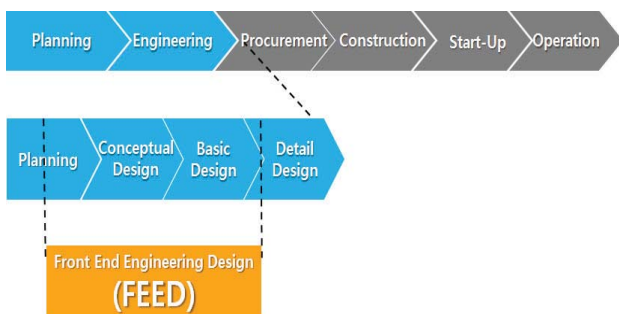 Planning Engineering Procurement Construction Start-Up Operation
Planning Conceptual Design Basic Design Detail Design
Front End Engineering Design
(FEED)